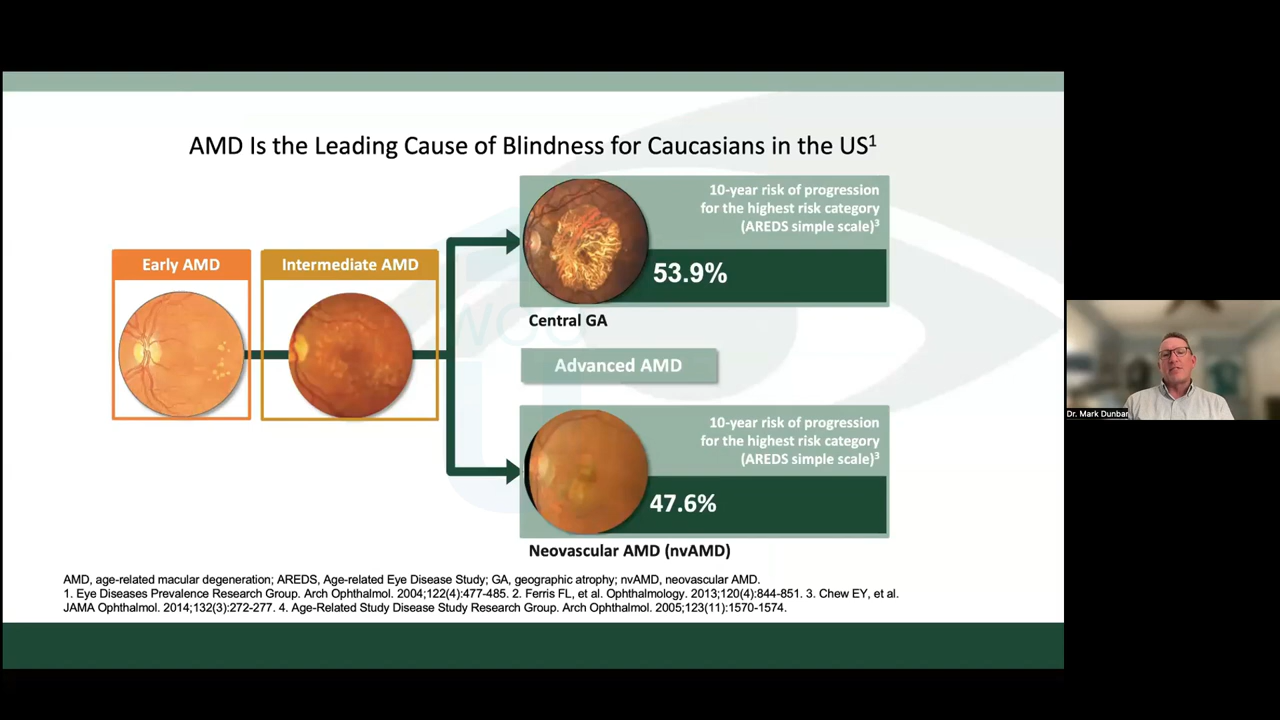 AMD Is the Leading Cause of Blindness for Caucasians in the US1
Early AMD
Intermediate AMD
10-year risk of progression
for the highest risk category
(AREDS simple scale)3
53.9%
Central GA
Advanced AMD
10-year risk of progression
for the highest risk category
(AREDS simple scale)3
47.6%
Neovascular AMD (nvAMD)
AMD, age-related macular degeneration; AREDS, Age-related Eye Disease Study; GA, geographic atrophy; nvAMD, neovascular AMD.
1. Eye Diseases Prevalence Research Group. Arch Ophthalmol. 2004;122(4):477-485. 2. Ferris FL, et al. Ophthalmology. 2013;120(4):844-851. 3. Chew EY, et al.
JAMA Ophthalmol. 2014;132(3):272-277. 4. Age-Related Study Disease Study Research Group. Arch Ophthalmol. 2005;123(11):1570-1574.
Dr. Mark Dunbar